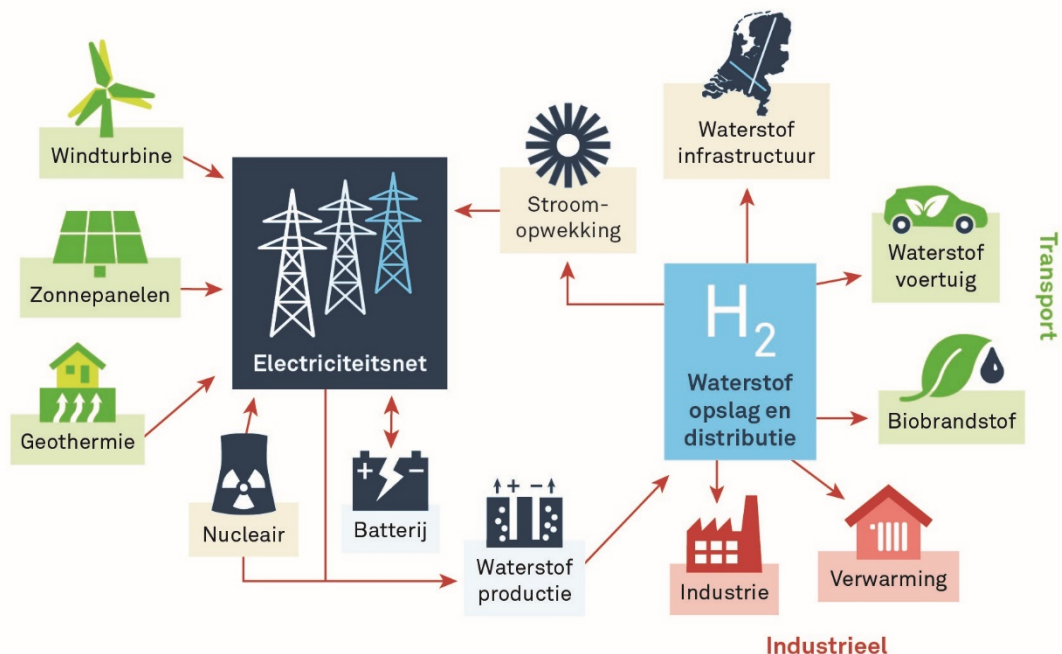 Windturbine
Zonnepanelen
Geothermie
Electriciteitsnet
Nucleair
+ -
Batterij
Stroom-
opwekking
Waterstof
infrastructuur
+ -
Waterstof
productie
H2
Waterstof
opslag en
distributie
Waterstof
voertuig
Biobrandstof
Transport
Industrie
Verwarming
Industrieel